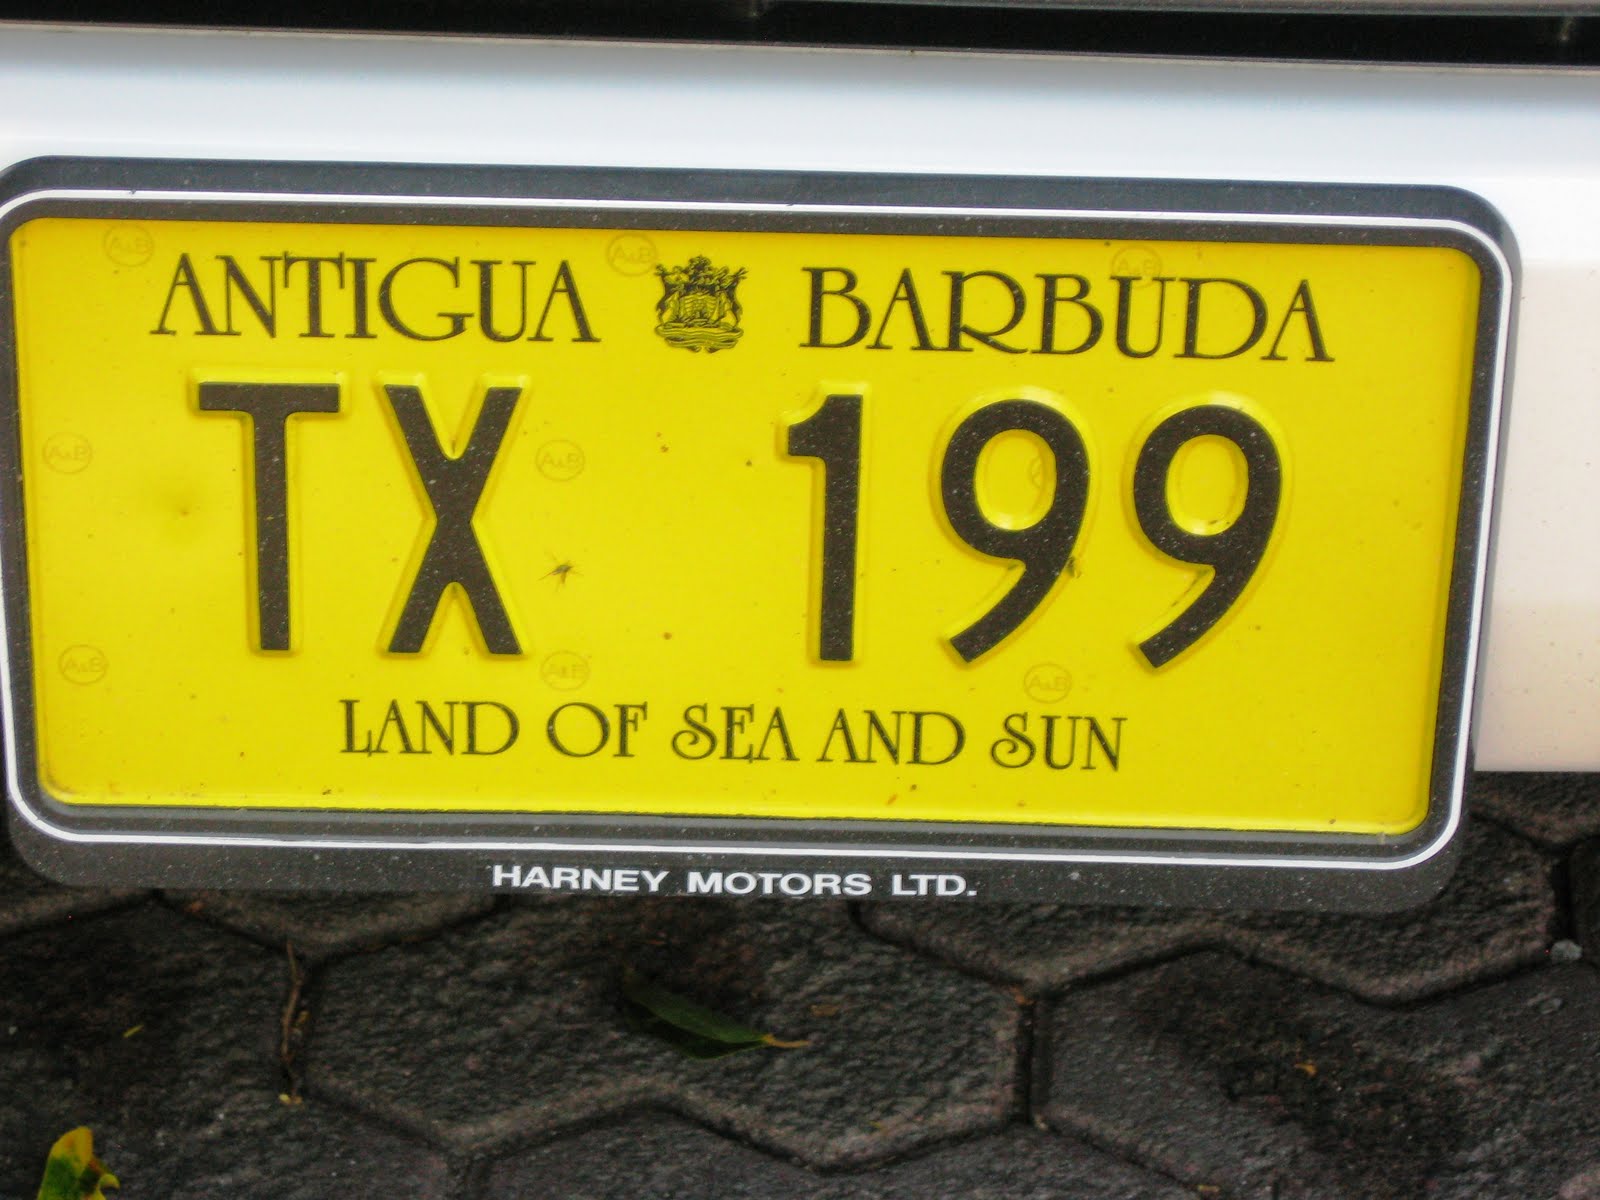 ANTIGUA BARBUDA
TX 199
LAND OF SEA AND SUN
HARNEY MOTORS LTD.
A&B
A&B
A&B
A&B
A&B
A&B
A&B
A&B